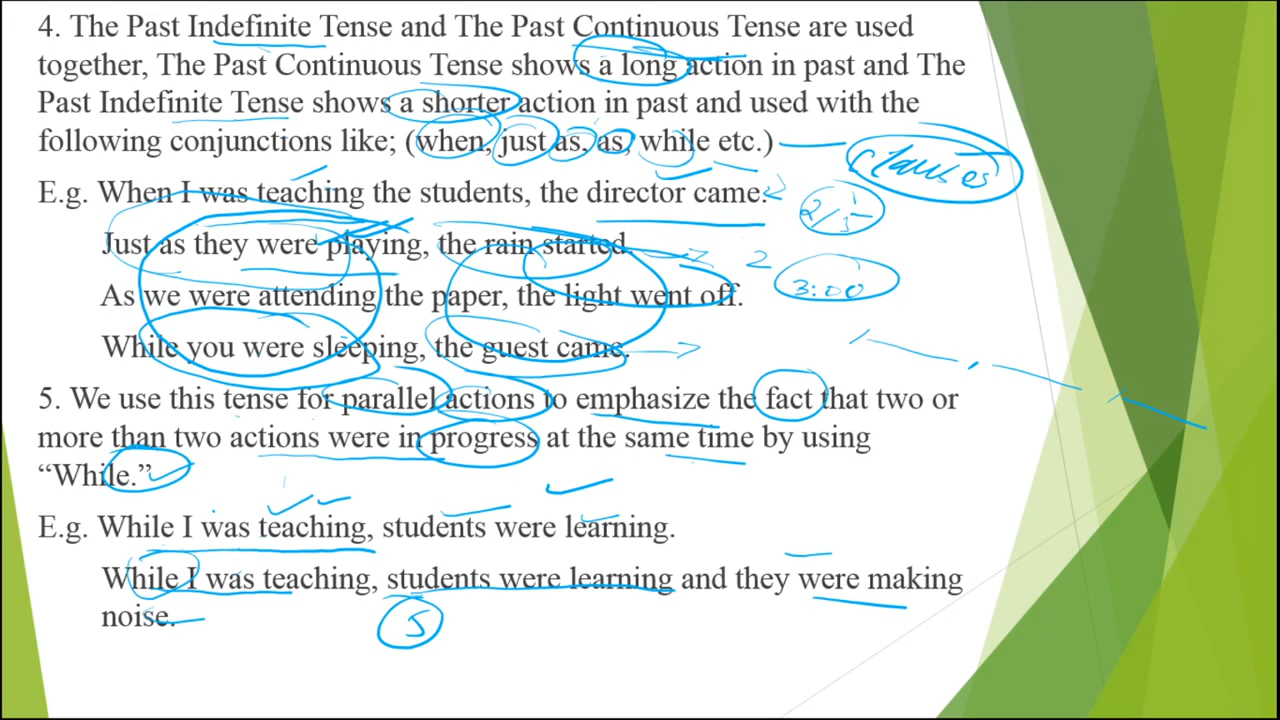 4. The Past Indefinite Tense and The Past Continuous Tense are used
together, The Past Continuous Tense shows a long action in past and The
Past Indefinite Tense shows a shorter action in past and used with the
following conjunctions like; (when, just as, as, while etc.)
clauses
E.g. When I was teaching the students, the director came.
2/5
Just as they were playing, the rain started.
2
As we were attending the paper, the light went off.
3:00
While you were sleeping, the guest came.
5. We use this tense for parallel actions to emphasize the fact that two or
more than two actions were in progress at the same time by using
“While.”
E.g. While I was teaching, students were learning.
While I was teaching, students were learning and they were making
noise.
5